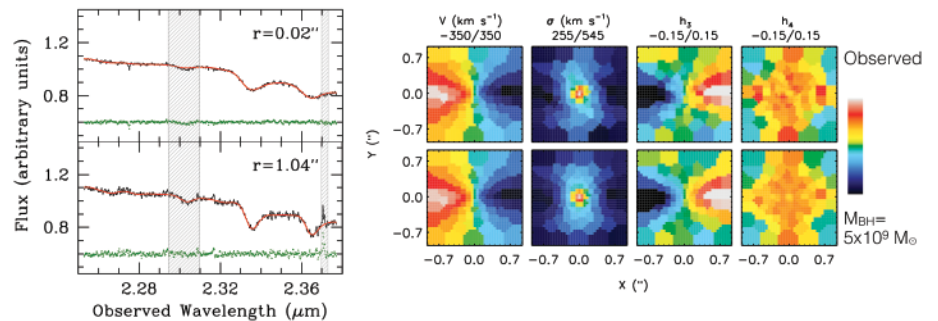 r=0.02"
r=1.04"
Flux (arbitrary units)
1.2
1.0
0.8
1.2
1.0
0.8
2.28 2.32 2.36
Observed Wavelength (μm)
V (km s⁻¹) σ (km s⁻¹) h₃ h₄
−350/350 255/545 −0.15/0.15 −0.15/0.15
Observed
Y (")
0.7
0.0
−0.7
0.7
0.0
−0.7
M_BH=
5x10⁹ M☉
−0.7 0.0 0.7 −0.7 0.0 0.7 −0.7 0.0 0.7 −0.7 0.0 0.7
X (")